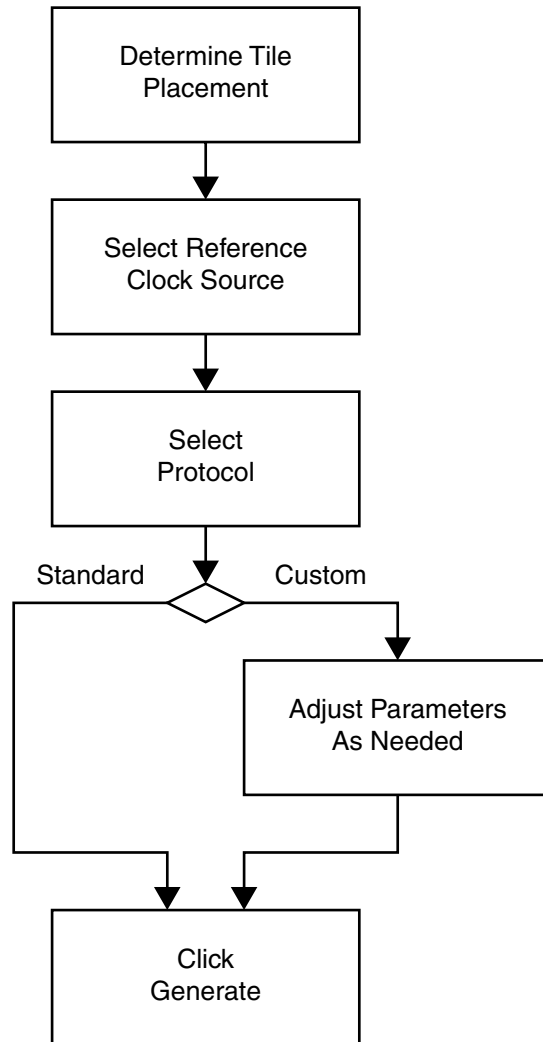 Determine Tile
Placement
Select Reference
Clock Source
Select
Protocol
Standard
Custom
Adjust Parameters
As Needed
Click
Generate